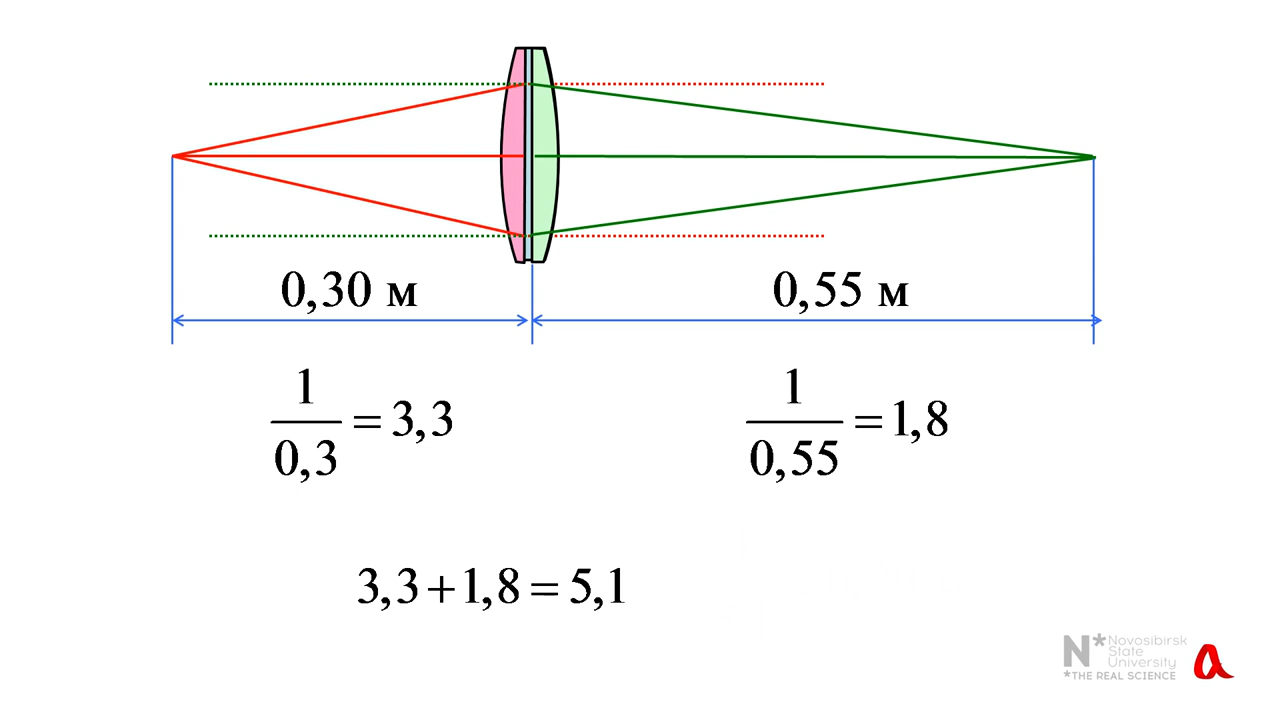 0,30 м 0,55 м
1/0,3 = 3,3 1/0,55 = 1,8
3,3 + 1,8 = 5,1
N* Novosibirsk
State
University
*THE REAL SCIENCE
a